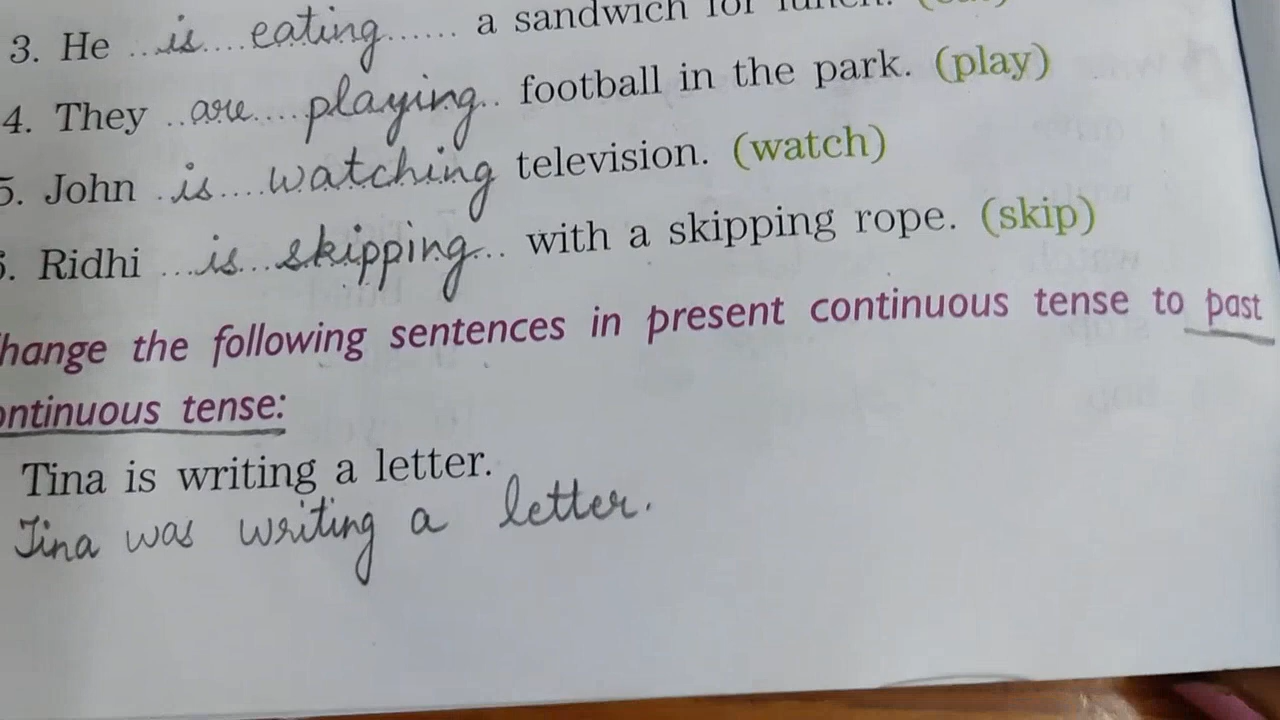 3. He ...is....eating...... a sandwich for lunch.
4. They ..are....playing.. football in the park. (play)
5. John .is....watching television. (watch)
6. Ridhi ...is...skipping... with a skipping rope. (skip)
hange the following sentences in present continuous tense to past
ontinuous tense:
Tina is writing a letter.
Tina was writing a letter.